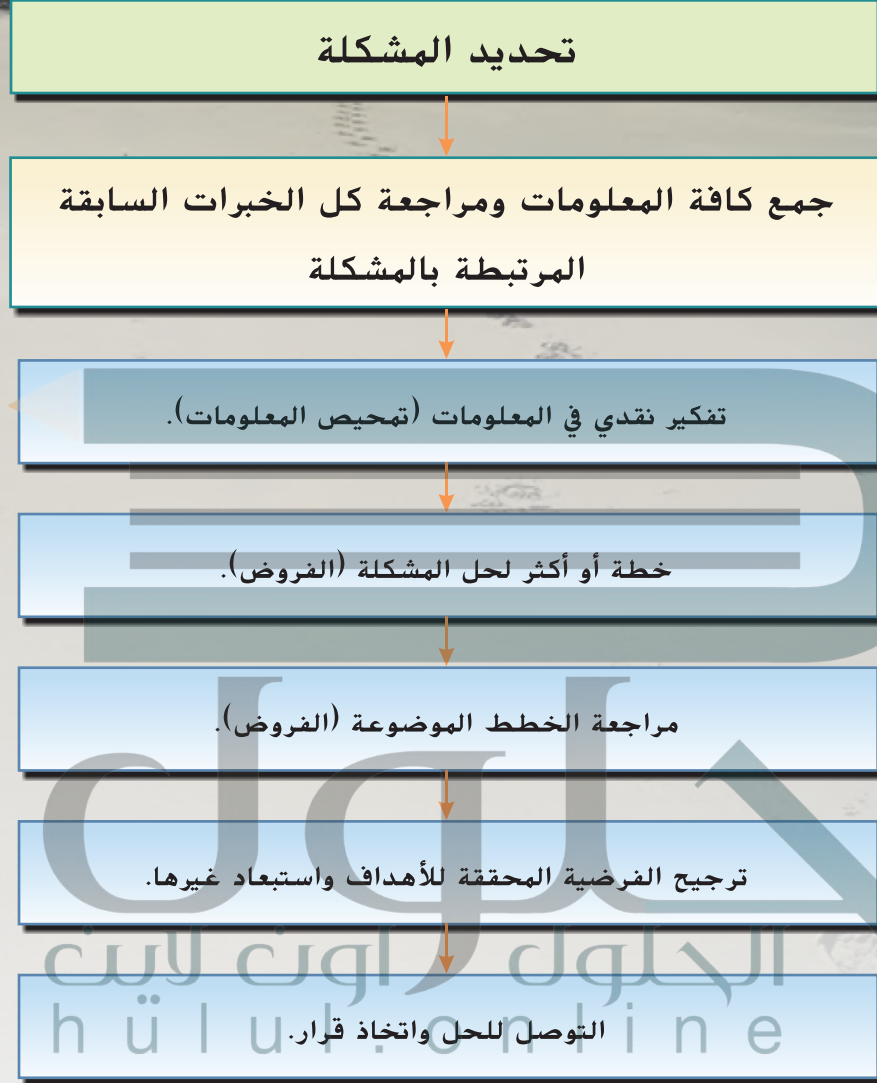 تحديد المشكلة
جمع كافة المعلومات ومراجعة كل الخبرات السابقة
المرتبطة بالمشكلة
تفكير نقدي في المعلومات (تمحيص المعلومات).
خطة أو أكثر لحل المشكلة (الفروض).
مراجعة الخطط الموضوعة (الفروض).
ترجيح الفرضية المحققة للأهداف واستبعاد غيرها.
التوصل للحل واتخاذ قرار.
حلول
الحلول اون لاين
hülul.online